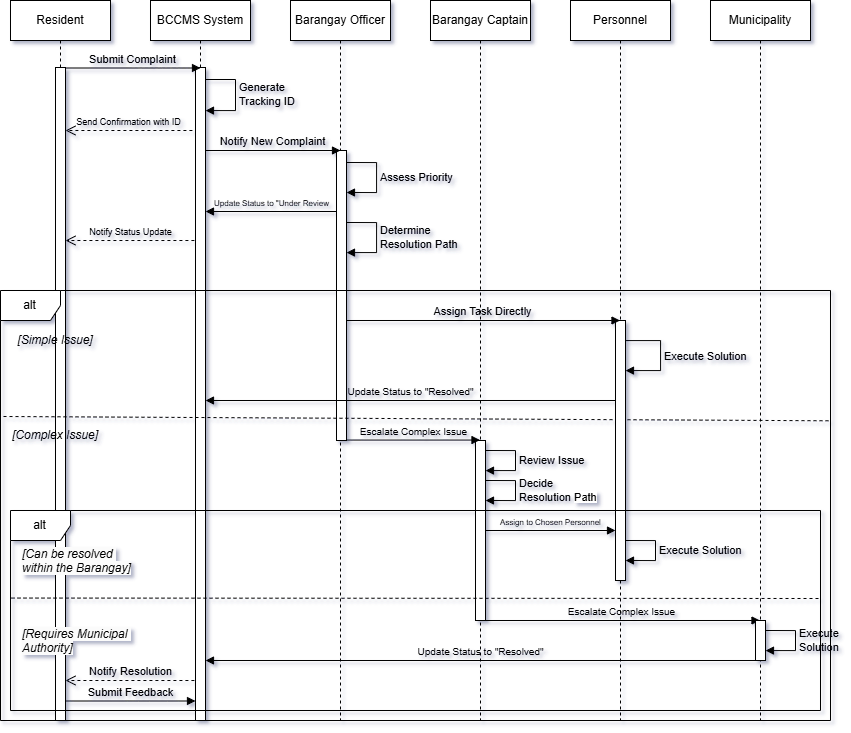 Resident
BCCMS System
Barangay Officer
Barangay Captain
Personnel
Municipality
Submit Complaint
Generate
Tracking ID
Send Confirmation with ID
Notify New Complaint
Assess Priority
Update Status to "Under Review
Notify Status Update
Determine
Resolution Path
alt
Assign Task Directly
[Simple Issue]
Execute Solution
Update Status to "Resolved"
[Complex Issue]
Escalate Complex Issue
Review Issue
Decide
Resolution Path
alt
Assign to Chosen Personnel
[Can be resolved
within the Barangay]
Execute Solution
Escalate Complex Issue
[Requires Municipal
Authority]
Execute
Solution
Update Status to "Resolved"
Notify Resolution
Submit Feedback